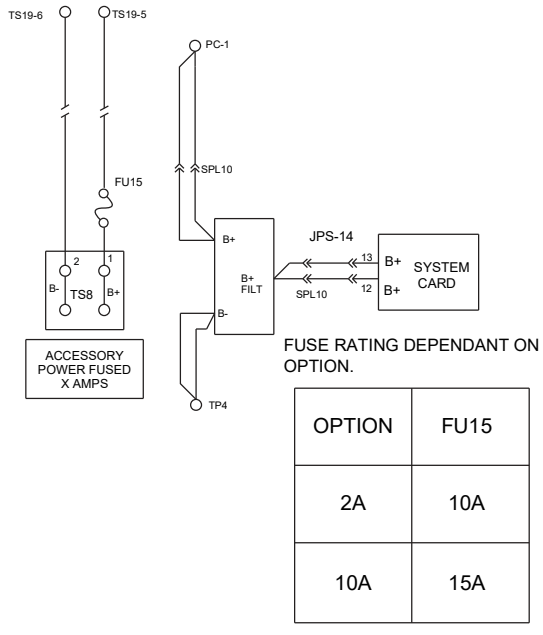 TS19-6
TS19-5
PC-1
SPL10
FU15
B+
JPS-14
13
B+
SYSTEM
CARD
B+
FILT
SPL10
12
B+
2
1
B-
TS8
B+
B-
ACCESSORY
POWER FUSED
X AMPS
TP4
FUSE RATING DEPENDANT ON
OPTION.
OPTION FU15
2A 10A
10A 15A